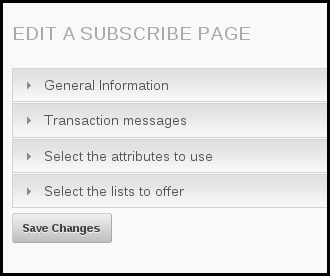 EDIT A SUBSCRIBE PAGE
General Information
Transaction messages
Select the attributes to use
Select the lists to offer
Save Changes